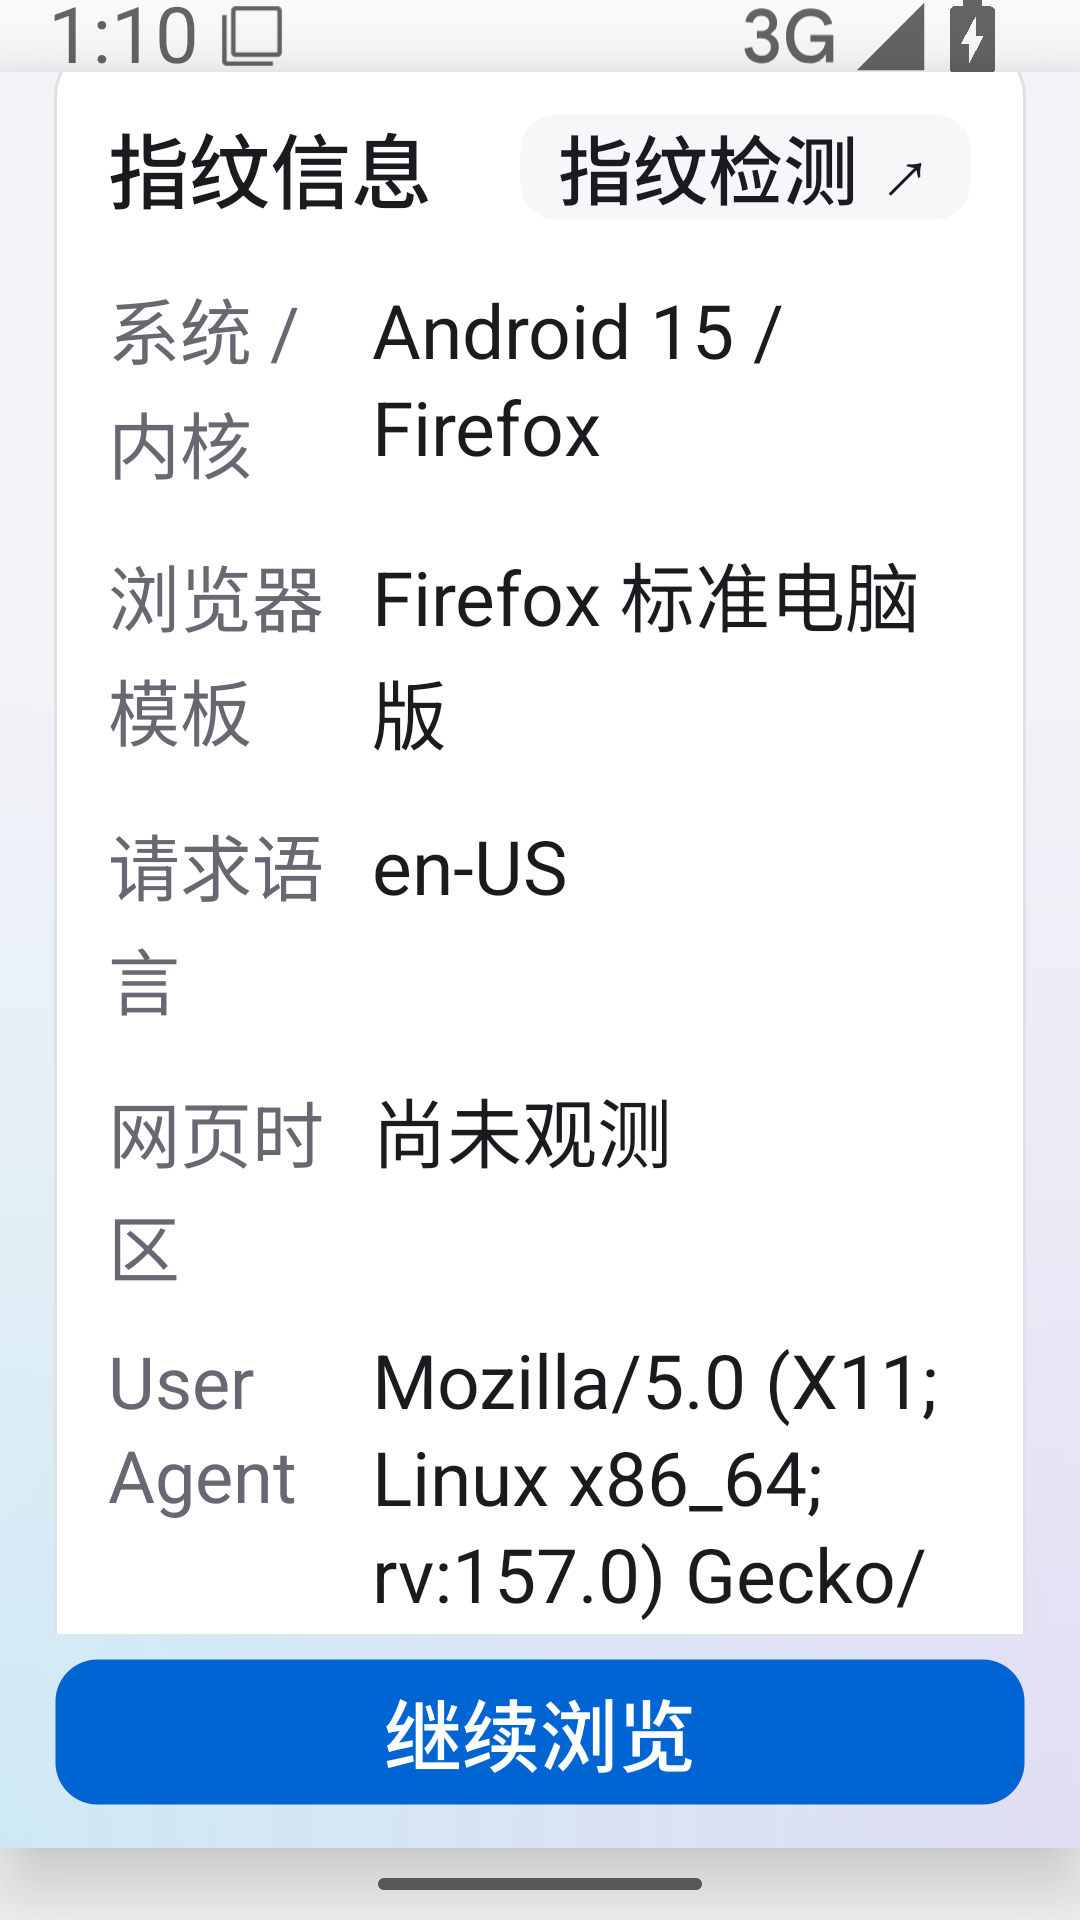 1:10 3G
指纹信息 指纹检测 ↗
系统 / Android 15 /
内核 Firefox
浏览器 Firefox 标准电脑
模板 版
请求语 en-US
言
网页时 尚未观测
区
User Mozilla/5.0 (X11;
Agent Linux x86_64;
rv:157.0) Gecko/
继续浏览